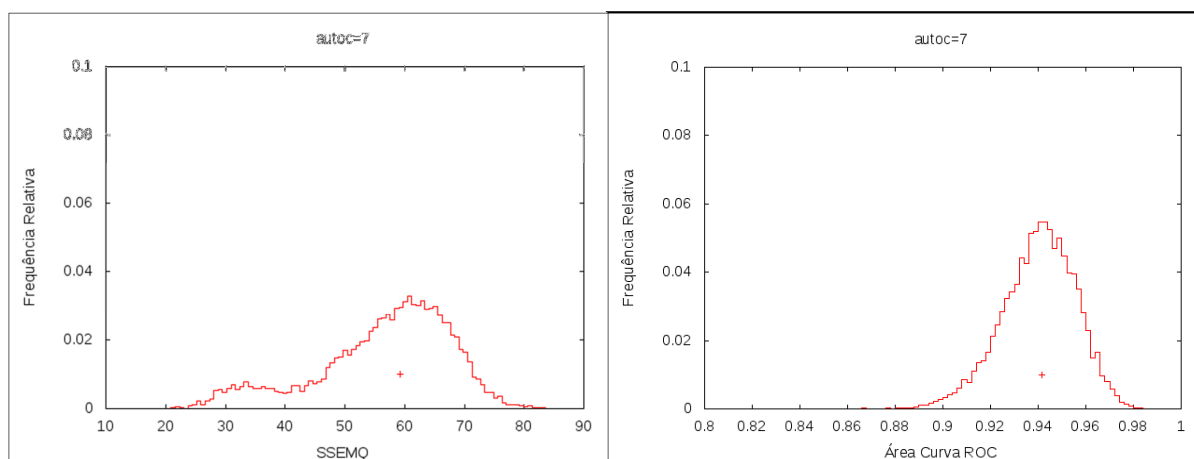 autoc=7
0.1
0.08
0.06
0.04
0.02
0
Frequência Relativa
10 20 30 40 50 60 70 80 90
SSEMQ
autoc=7
0.1
0.08
0.06
0.04
0.02
0
Frequência Relativa
0.8 0.82 0.84 0.86 0.88 0.9 0.92 0.94 0.96 0.98 1
Área Curva ROC